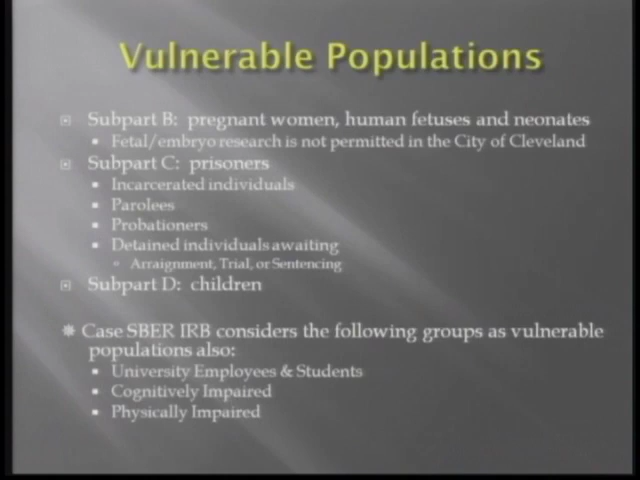 Vulnerable Populations
Subpart B: pregnant women, human fetuses and neonates
Fetal/embryo research is not permitted in the City of Cleveland
Subpart C: prisoners
Incarcerated individuals
Parolees
Probationers
Detained individuals awaiting
Arraignment, Trial, or Sentencing
Subpart D: children
Case SBER IRB considers the following groups as vulnerable
populations also:
University Employees & Students
Cognitively Impaired
Physically Impaired